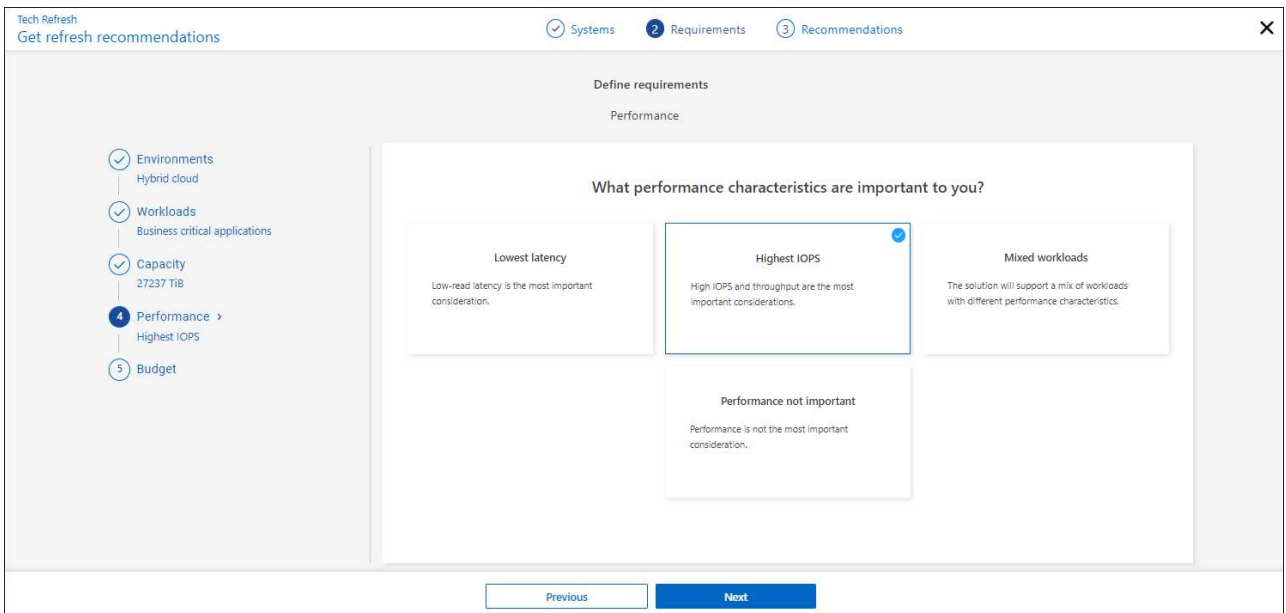 Tech Refresh
Get refresh recommendations
Systems
2 Requirements
3 Recommendations
Define requirements
Performance
Environments
Hybrid cloud
Workloads
Business critical applications
Capacity
27237 TiB
4 Performance >
Highest IOPS
5 Budget
What performance characteristics are important to you?
Lowest latency
Low-read latency is the most important
consideration.
Highest IOPS
High IOPS and throughput are the most
important considerations.
Mixed workloads
The solution will support a mix of workloads
with different performance characteristics.
Performance not important
Performance is not the most important
consideration.
Previous
Next